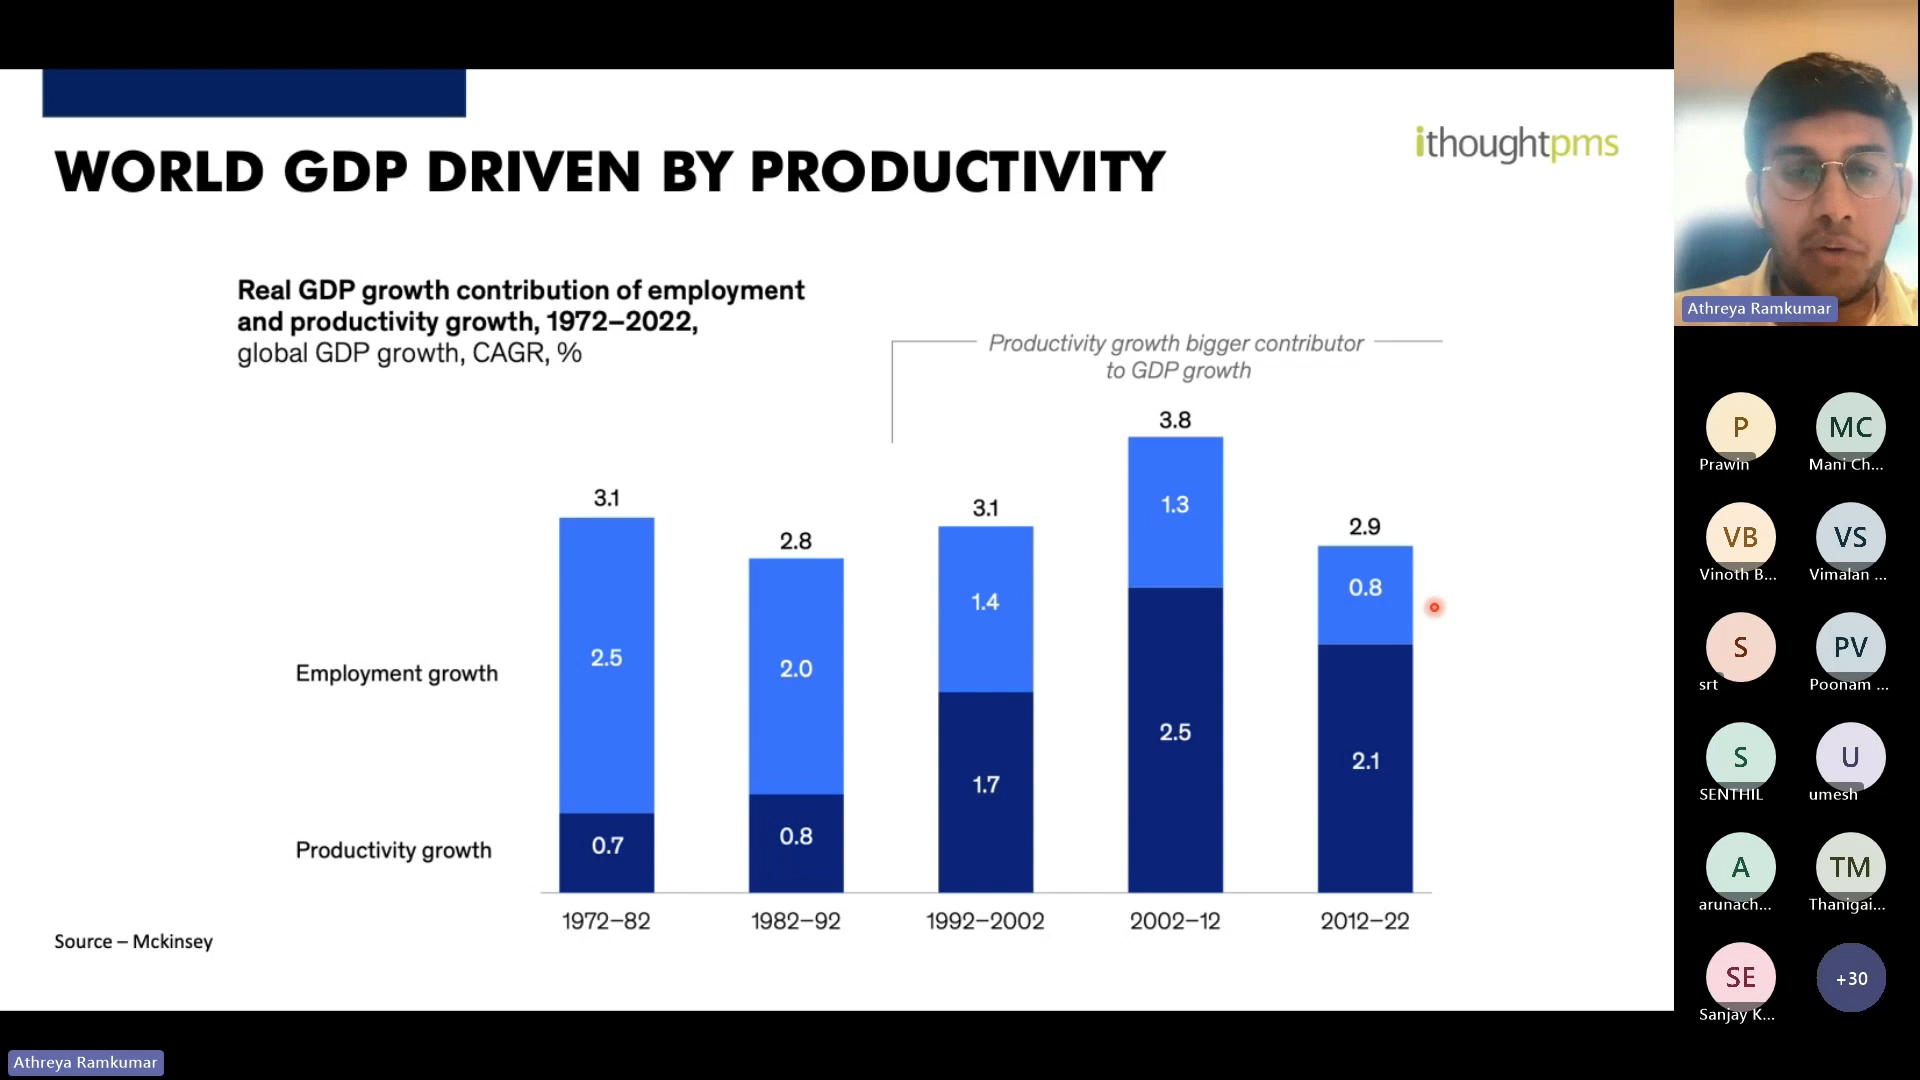 WORLD GDP DRIVEN BY PRODUCTIVITY
ithoughtpms
Real GDP growth contribution of employment
and productivity growth, 1972–2022,
global GDP growth, CAGR, %
Productivity growth bigger contributor
to GDP growth
3.1
2.8
3.1
3.8
2.9
Employment growth
2.5
2.0
1.4
1.3
0.8
Productivity growth
0.7
0.8
1.7
2.5
2.1
1972–82
1982–92
1992–2002
2002–12
2012–22
Source – Mckinsey
Athreya Ramkumar
Athreya Ramkumar
P
Prawin
MC
Mani Ch...
VB
Vinoth B...
VS
Vimalan ...
S
srt
PV
Poonam ...
S
SENTHIL
U
umesh
A
arunach...
TM
Thanigai...
SE
Sanjay K...
+30